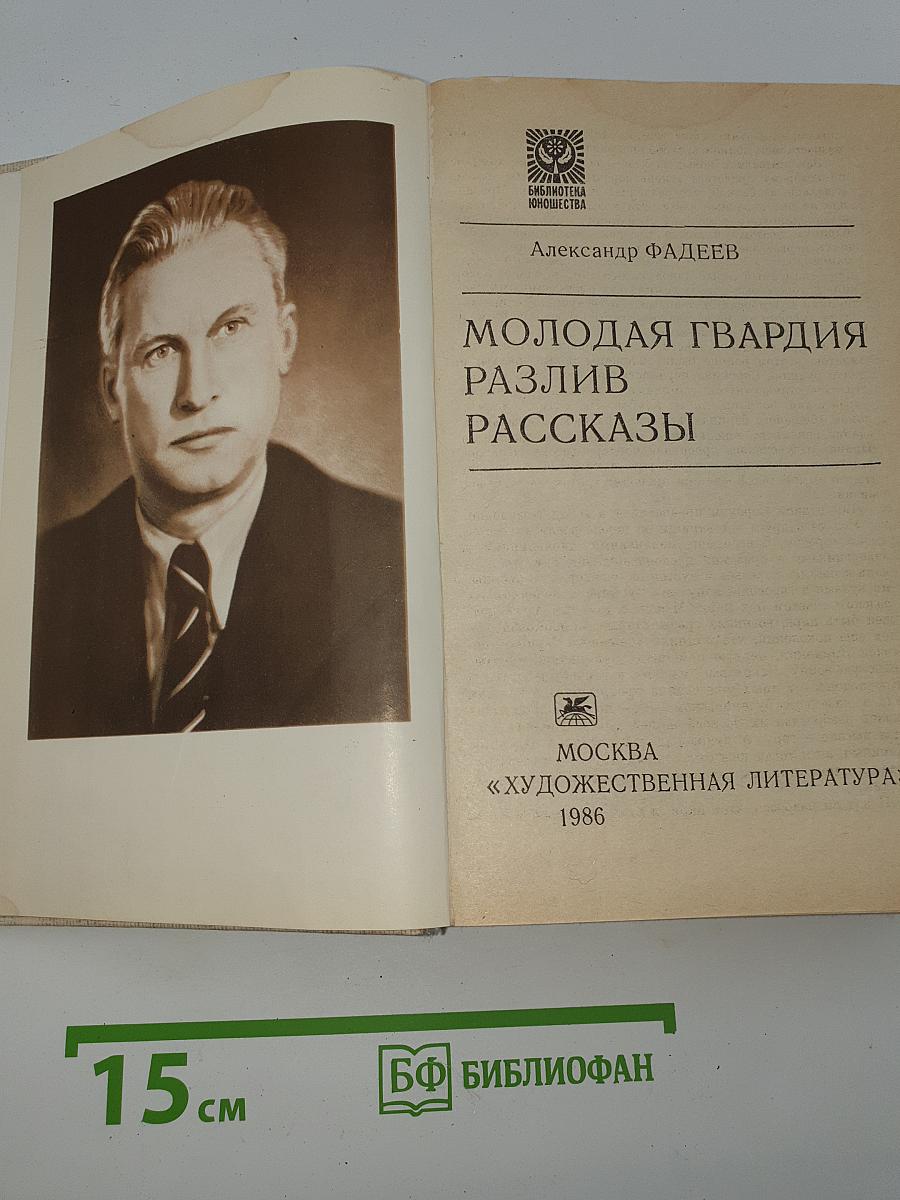 БИБЛИОТЕКА
ЮНОШЕСТВА
Александр ФАДЕЕВ
МОЛОДАЯ ГВАРДИЯ
РАЗЛИВ
РАССКАЗЫ
МОСКВА
«ХУДОЖЕСТВЕННАЯ ЛИТЕРАТУРА»
1986
15 см
БФ БИБЛИОФАН